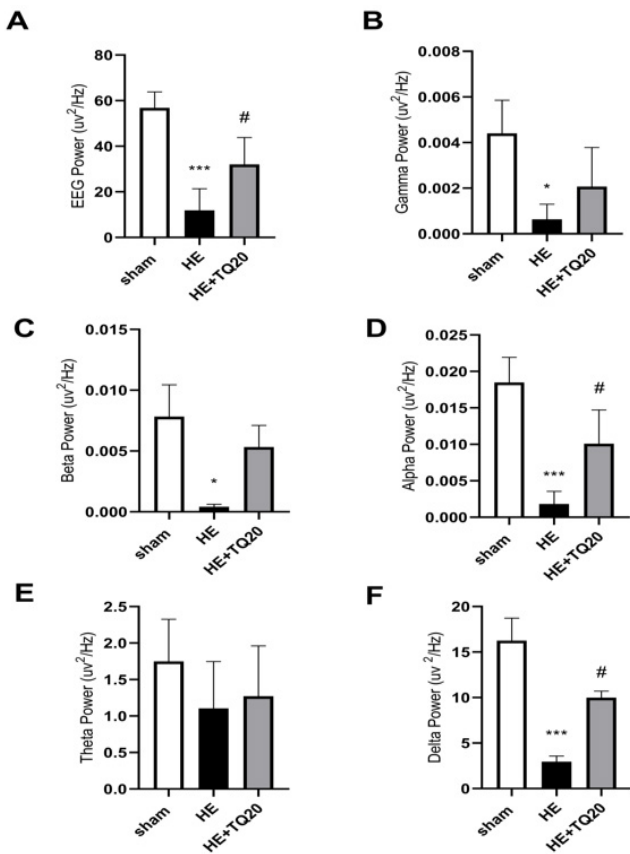 A
EEG Power (uv²/Hz)
80
60
40
20
0
***
#
sham
HE
HE+TQ20
B
Gamma Power (uv²/Hz)
0.008
0.006
0.004
0.002
0.000
*
sham
HE
HE+TQ20
C
Beta Power (uv²/Hz)
0.015
0.010
0.005
0.000
*
sham
HE
HE+TQ20
D
Alpha Power (uv²/Hz)
0.025
0.020
0.015
0.010
0.005
0.000
***
#
sham
HE
HE+TQ20
E
Theta Power (uv²/Hz)
2.5
2.0
1.5
1.0
0.5
0.0
sham
HE
HE+TQ20
F
Delta Power (uv²/Hz)
20
15
10
5
0
***
#
sham
HE
HE+TQ20